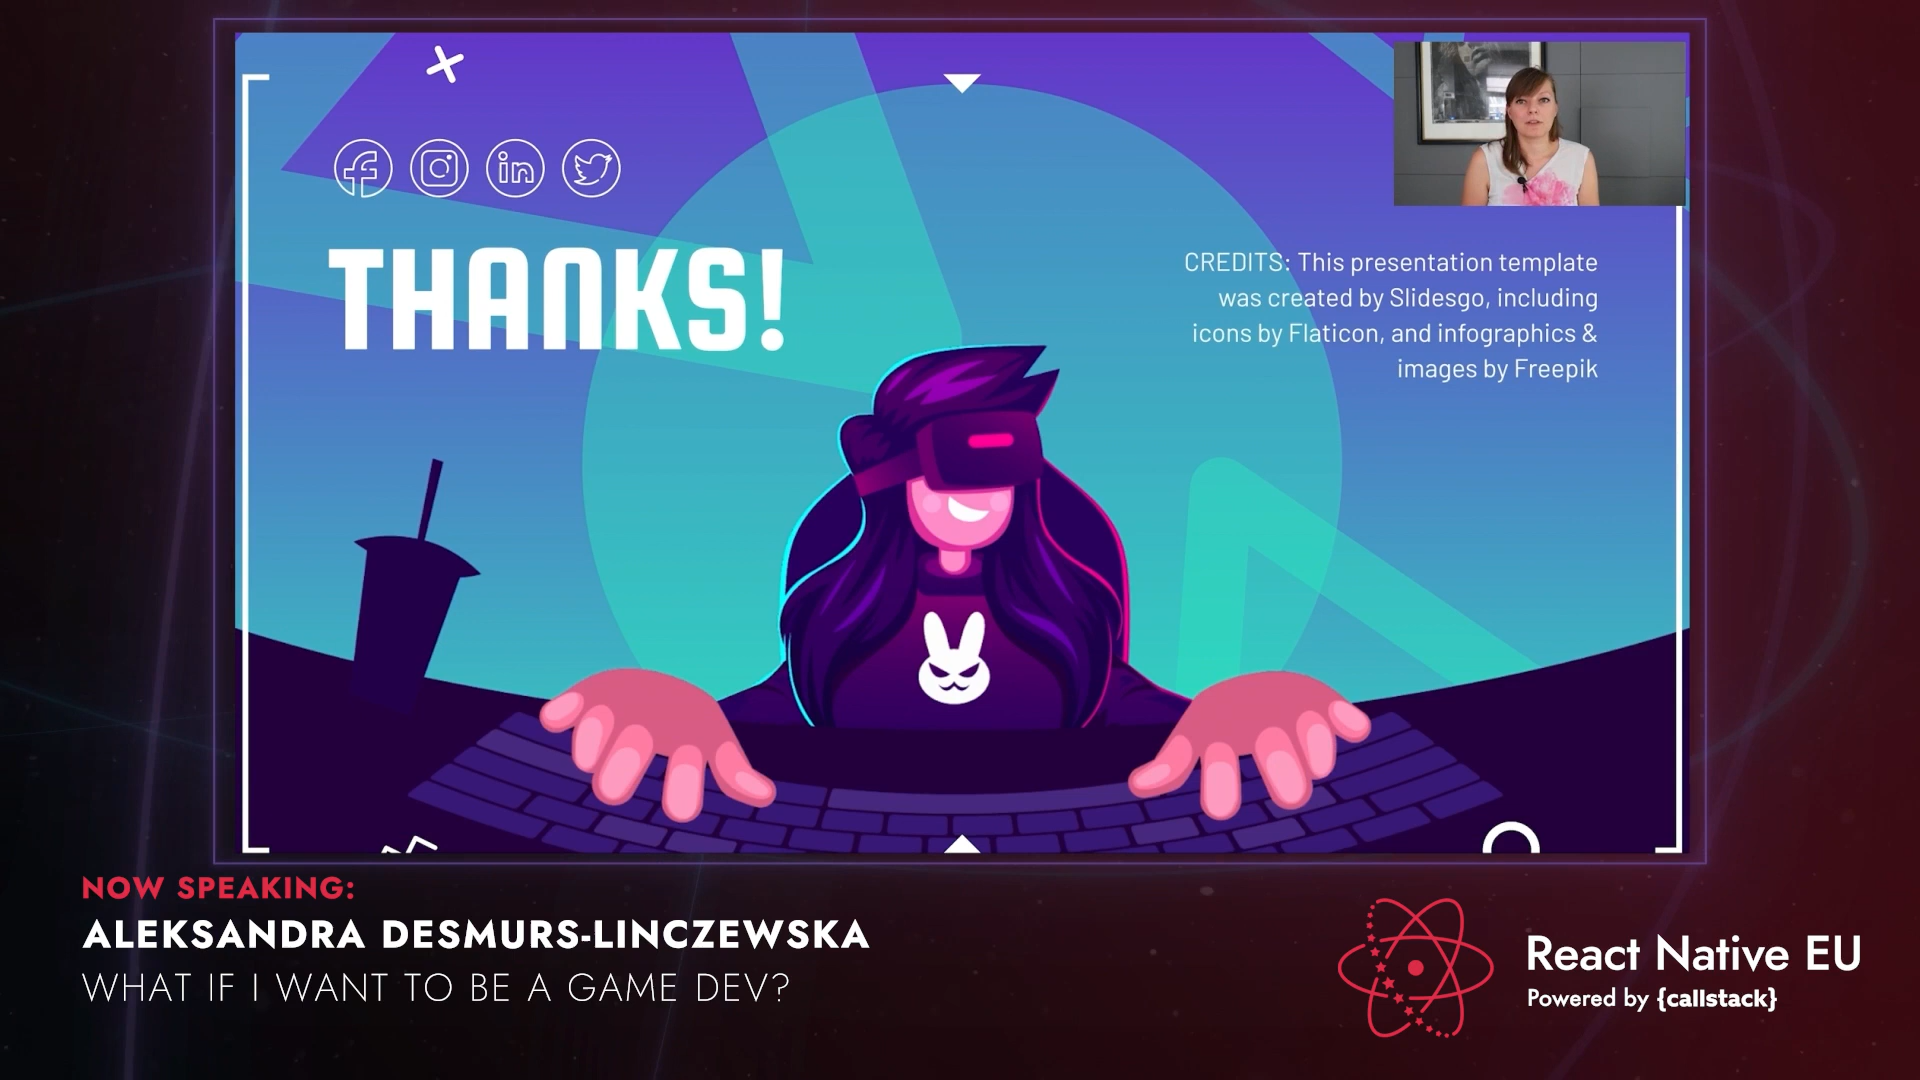 THANKS!
CREDITS: This presentation template
was created by Slidesgo, including
icons by Flaticon, and infographics &
images by Freepik
NOW SPEAKING:
ALEKSANDRA DESMURS-LINCZEWSKA
WHAT IF I WANT TO BE A GAME DEV?
React Native EU
Powered by {callstack}